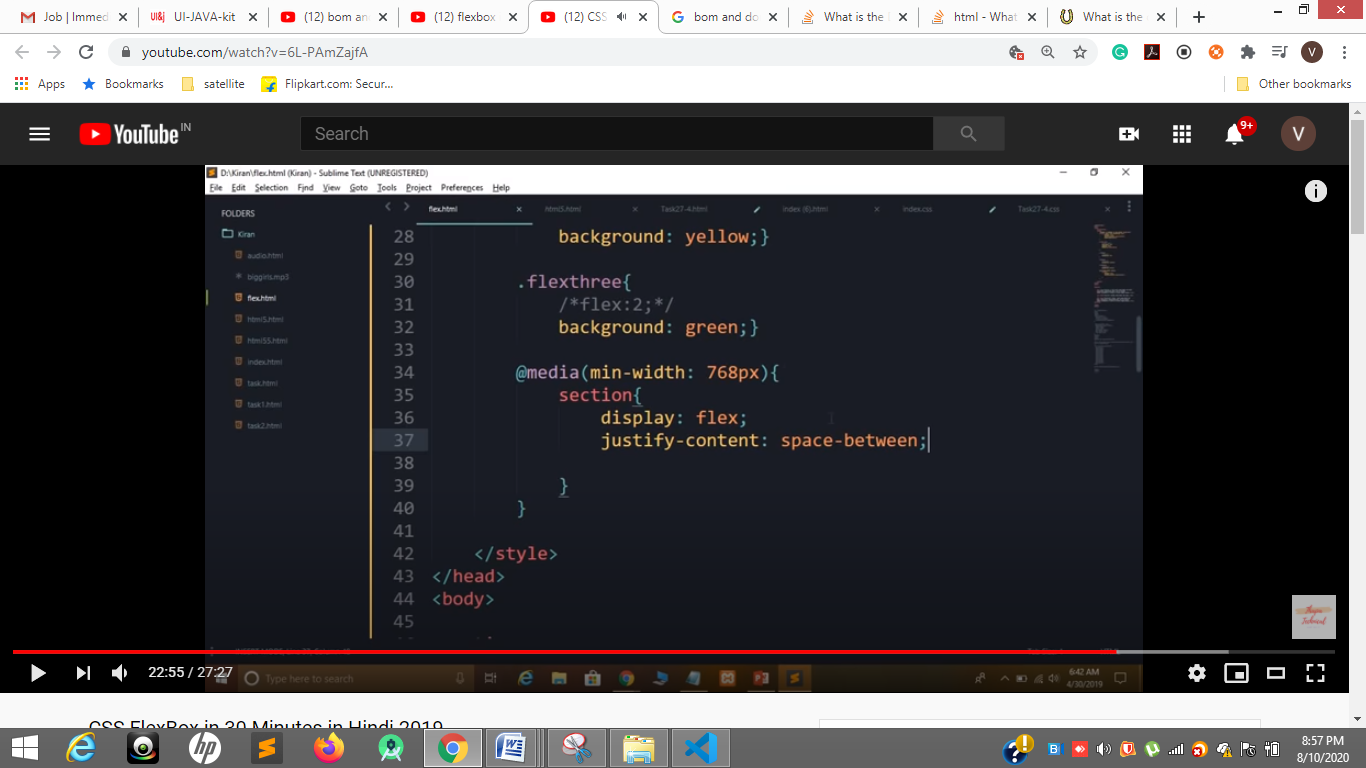 Job | Immed
UI-JAVA-kit
(12) bom an
(12) flexbox
(12) CSS
bom and do
What is the
html - What
What is the
youtube.com/watch?v=6L-PAmZajfA
V
Apps
Bookmarks
satellite
Flipkart.com: Secur...
Other bookmarks
YouTube IN
Search
9+
V
D:\Kiran\flex.html (Kiran) - Sublime Text (UNREGISTERED)
File Edit Selection Find View Goto Tools Project Preferences Help
FOLDERS
Kiran
audio.html
biggiris.mp3
flex.html
html5.html
html55.html
index.html
task.html
task1.html
task2.html
flex.html
html5.html
Task27-4.html
index (6).html
index.css
Task27-4.css
28 background: yellow;}
29
30 .flexthree{
31 /*flex:2;*/
32 background: green;}
33
34 @media(min-width: 768px){
35 section{
36 display: flex;
37 justify-content: space-between;
38
39 }
40 }
41
42 </style>
43 </head>
44 <body>
45
Type here to search
6:42 AM
4/30/2019
22:55 / 27:27
CSS FlexBox in 30 Minutes in Hindi 2019
8:57 PM
8/10/2020